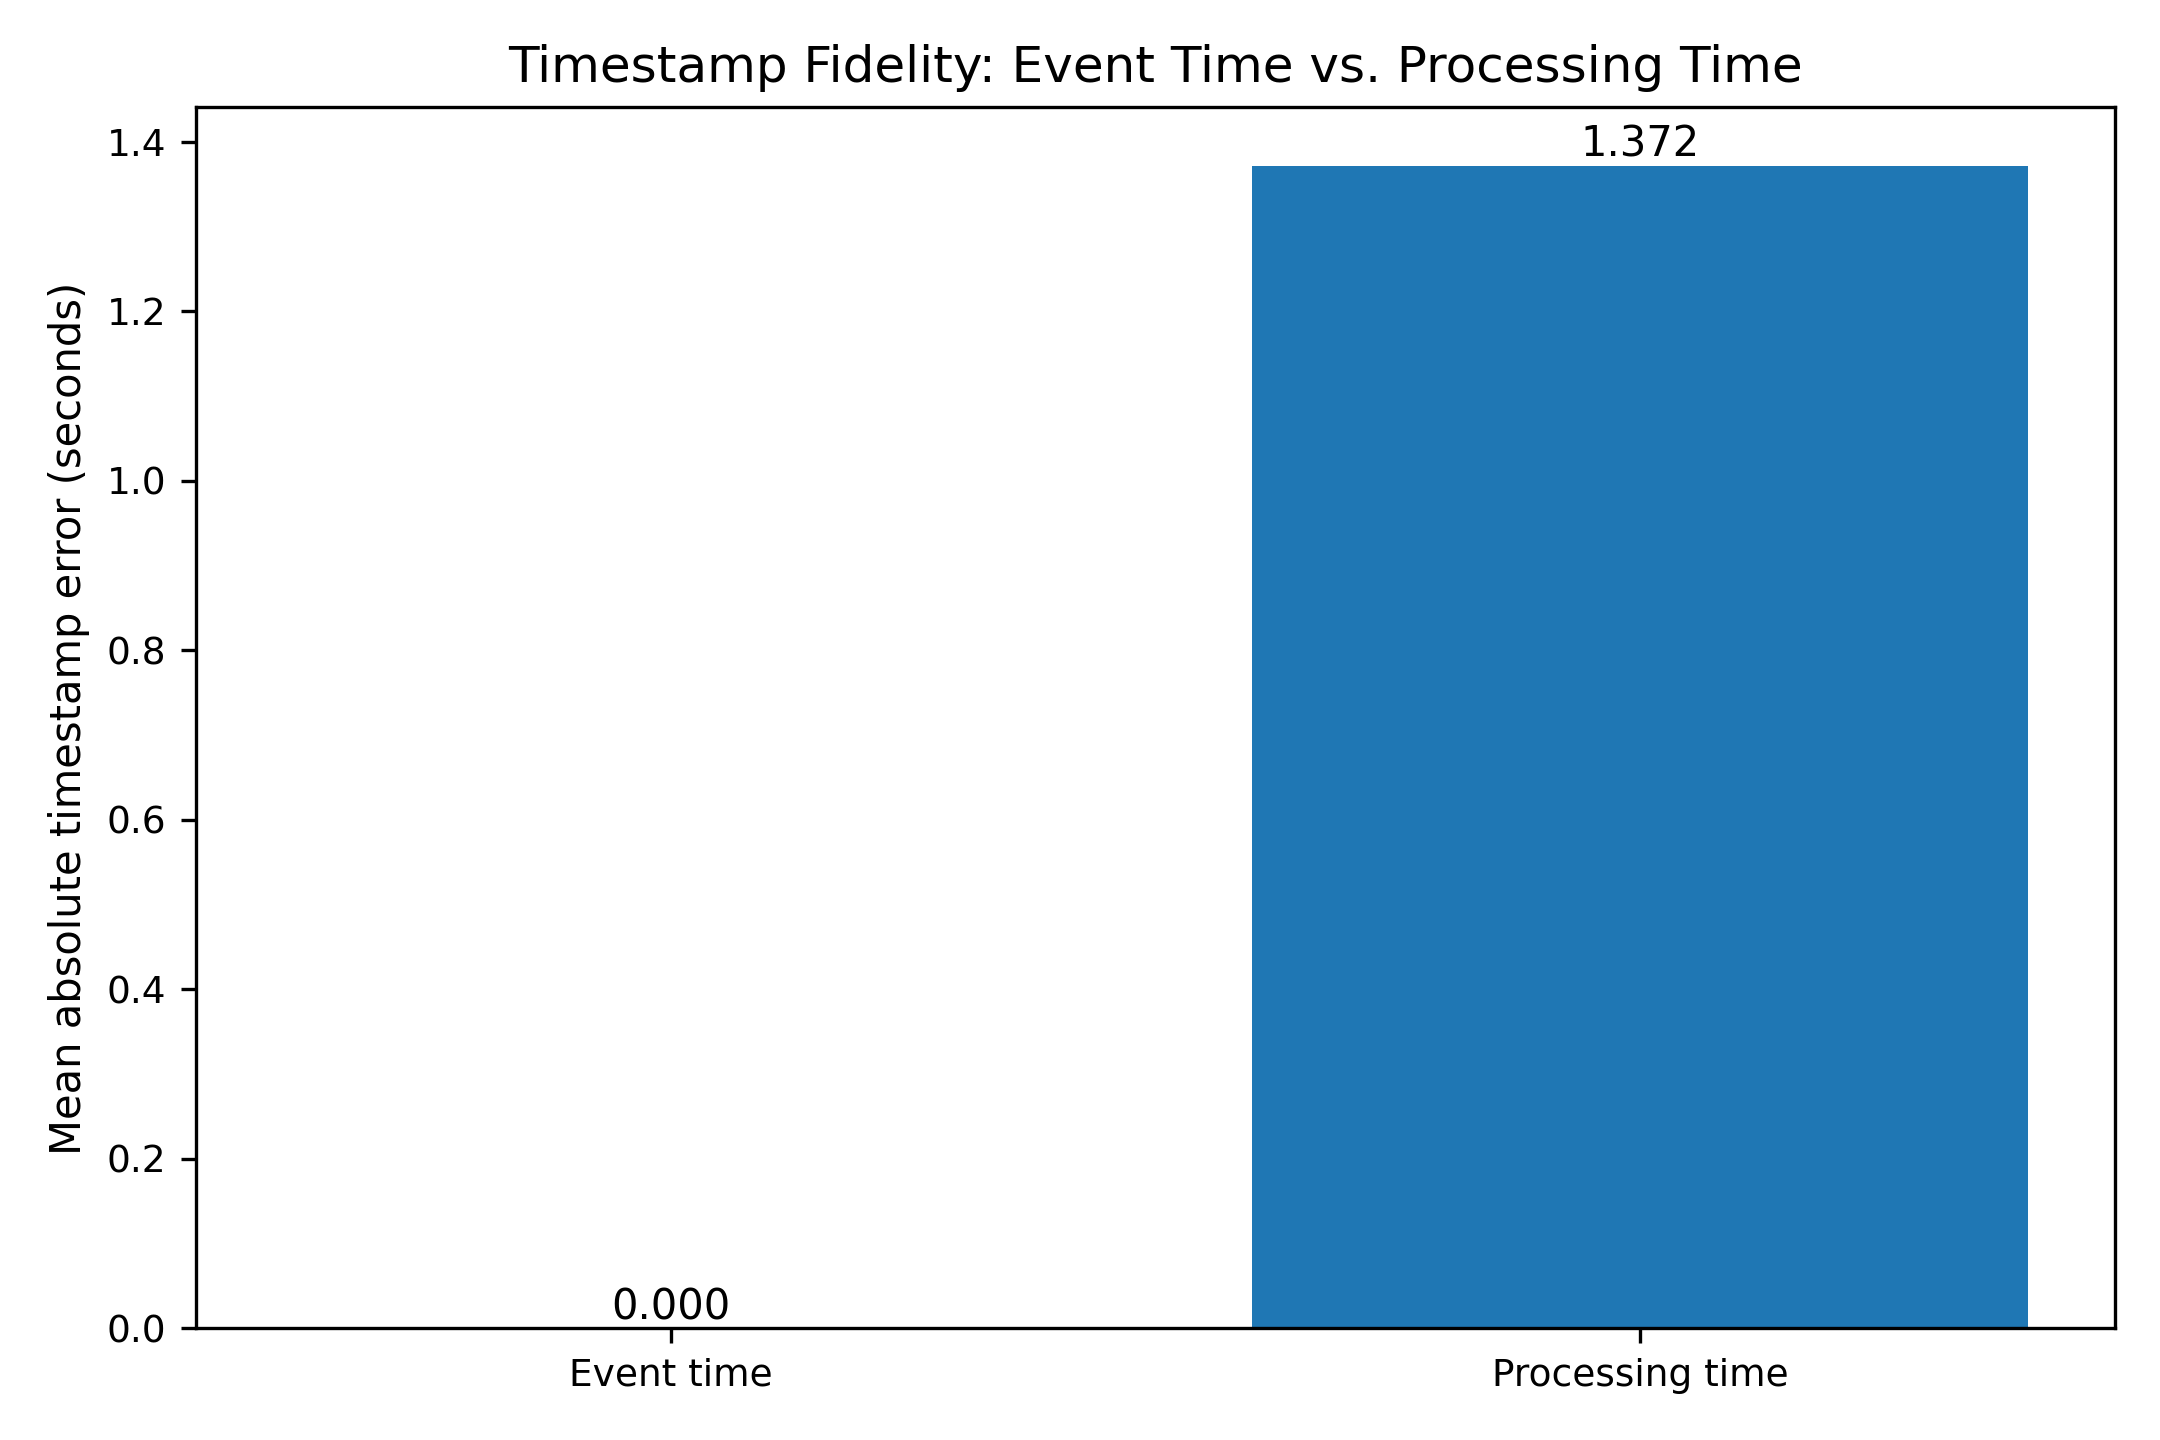 Timestamp Fidelity: Event Time vs. Processing Time
Mean absolute timestamp error (seconds)
1.4
1.2
1.0
0.8
0.6
0.4
0.2
0.0
1.372
0.000
Event time
Processing time